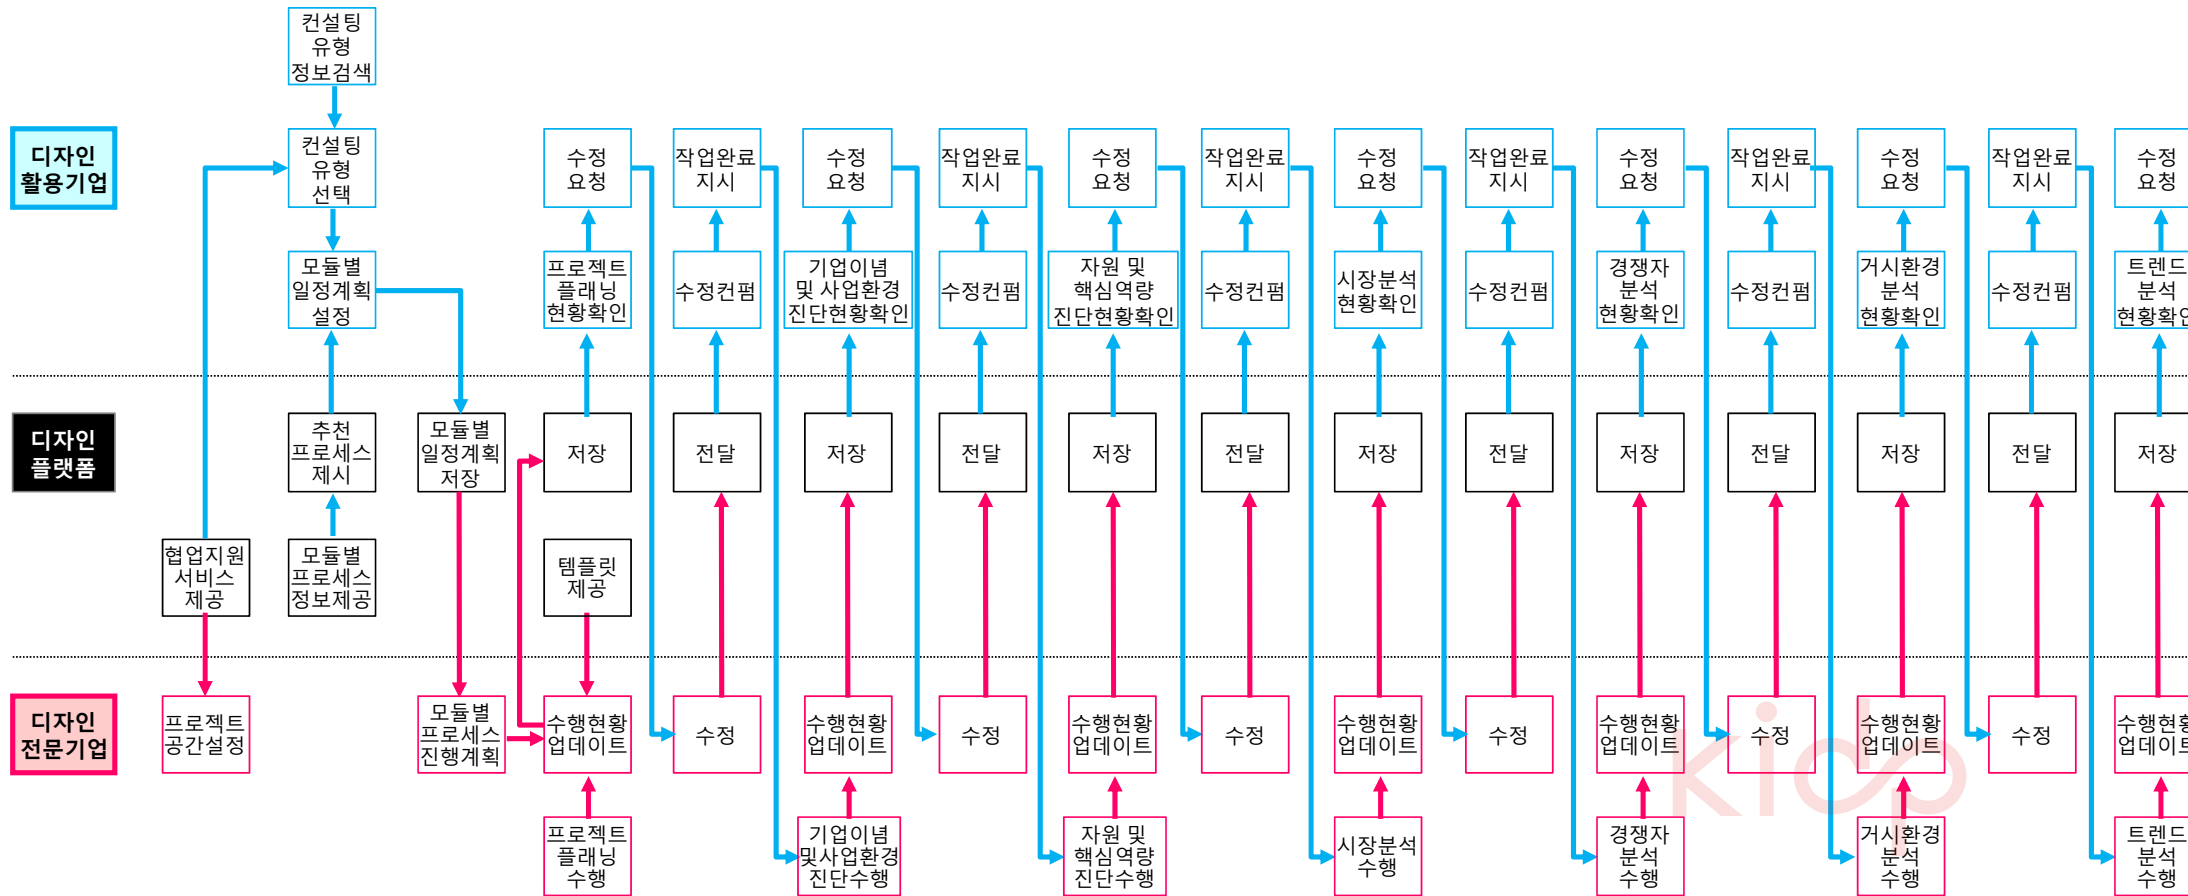 컨설팅
유형
정보검색
디자인
활용기업
컨설팅
유형
선택
수정
요청
작업완료
지시
수정
요청
작업완료
지시
수정
요청
작업완료
지시
수정
요청
작업완료
지시
수정
요청
작업완료
지시
수정
요청
작업완료
지시
수정
요청
모듈별
일정계획
설정
프로젝트
플래닝
현황확인
수정컨펌
기업이념
및 사업환경
진단현황확인
수정컨펌
자원 및
핵심역량
진단현황확인
수정컨펌
시장분석
현황확인
수정컨펌
경쟁자
분석
현황확인
수정컨펌
거시환경
분석
현황확인
수정컨펌
트렌드
분석
현황확인
디자인
플랫폼
추천
프로세스
제시
모듈별
일정계획
저장
저장
전달
저장
전달
저장
전달
저장
전달
저장
전달
저장
전달
저장
협업지원
서비스
제공
모듈별
프로세스
정보제공
템플릿
제공
디자인
전문기업
프로젝트
공간설정
모듈별
프로세스
진행계획
수행현황
업데이트
수정
수행현황
업데이트
수정
수행현황
업데이트
수정
수행현황
업데이트
수정
수행현황
업데이트
수정
수행현황
업데이트
수정
수행현황
업데이트
프로젝트
플래닝
수행
기업이념
및사업환경
진단수행
자원 및
핵심역량
진단수행
시장분석
수행
경쟁자
분석
수행
거시환경
분석
수행
트렌드
분석
수행
kidp